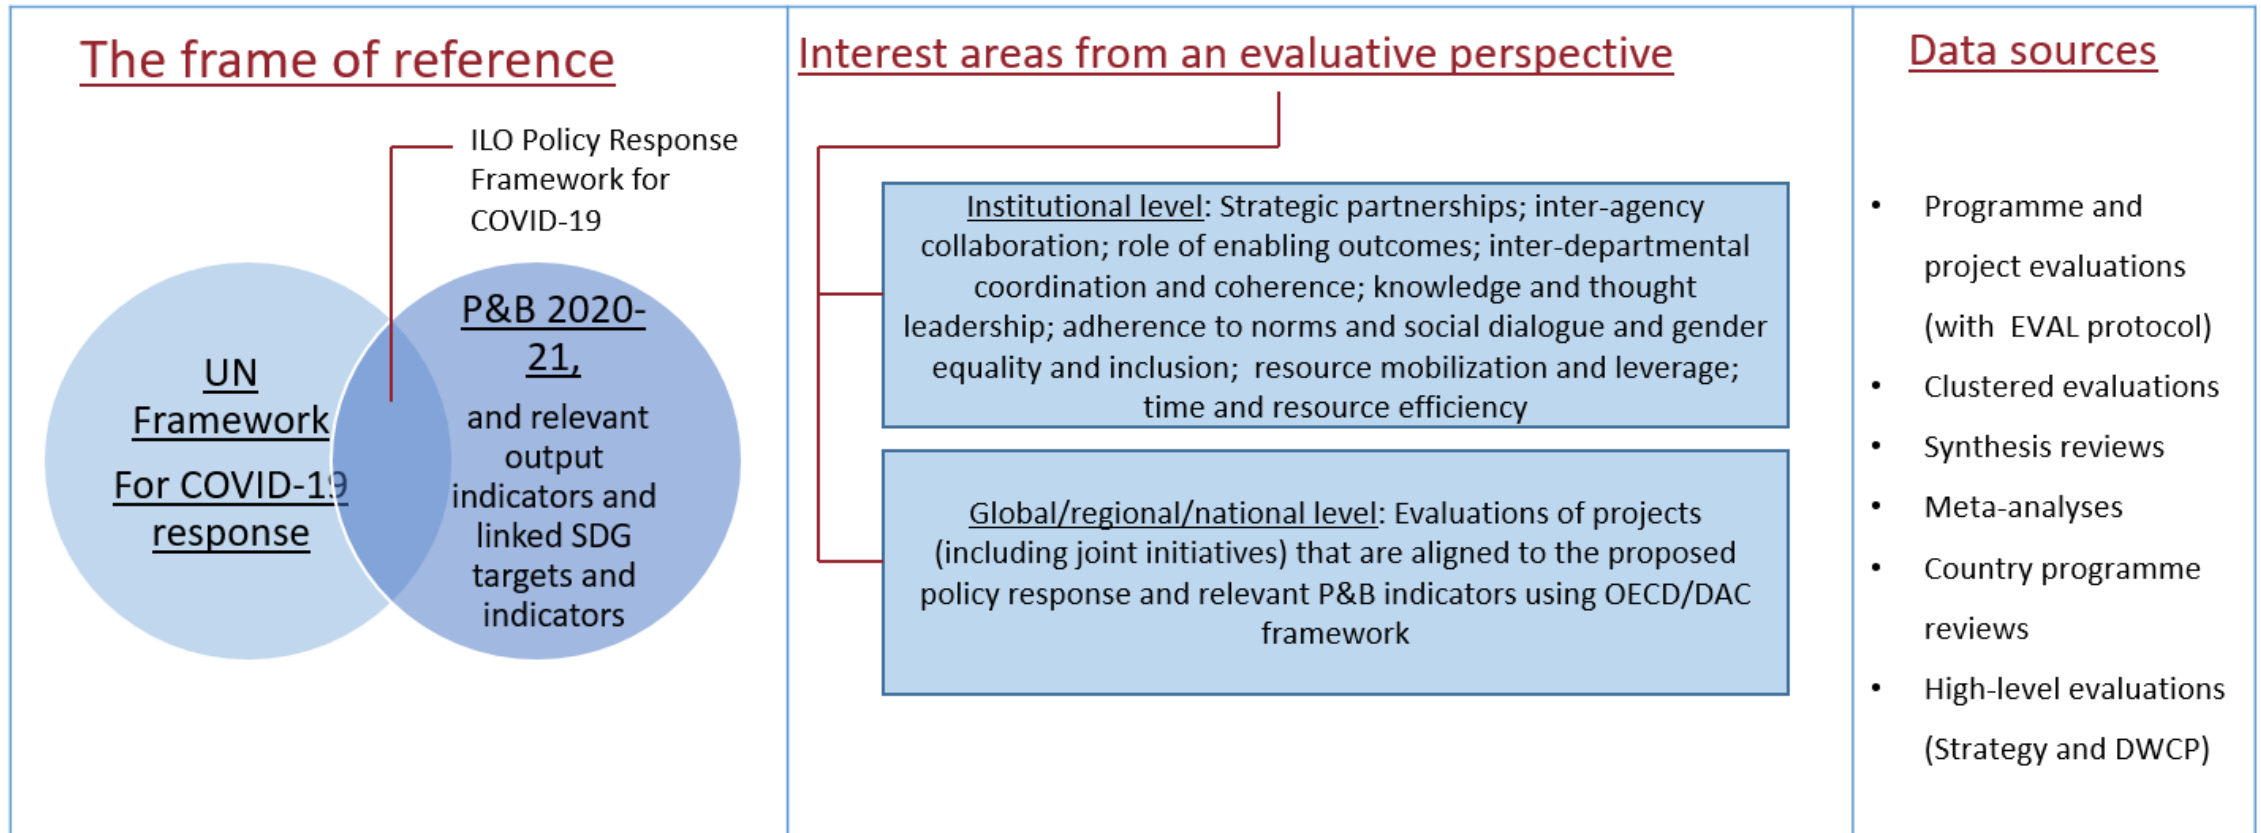 The frame of reference
ILO Policy Response
Framework for
COVID-19
UN
Framework
For COVID-19
response
P&B 2020-
21,
and relevant
output
indicators and
linked SDG
targets and
indicators
Interest areas from an evaluative perspective
Institutional level: Strategic partnerships; inter-agency
collaboration; role of enabling outcomes; inter-departmental
coordination and coherence; knowledge and thought
leadership; adherence to norms and social dialogue and gender
equality and inclusion;  resource mobilization and leverage;
time and resource efficiency
Global/regional/national level: Evaluations of projects
(including joint initiatives) that are aligned to the proposed
policy response and relevant P&B indicators using OECD/DAC
framework
Data sources
• Programme and
project evaluations
(with  EVAL protocol)
• Clustered evaluations
• Synthesis reviews
• Meta-analyses
• Country programme
reviews
• High-level evaluations
(Strategy and DWCP)